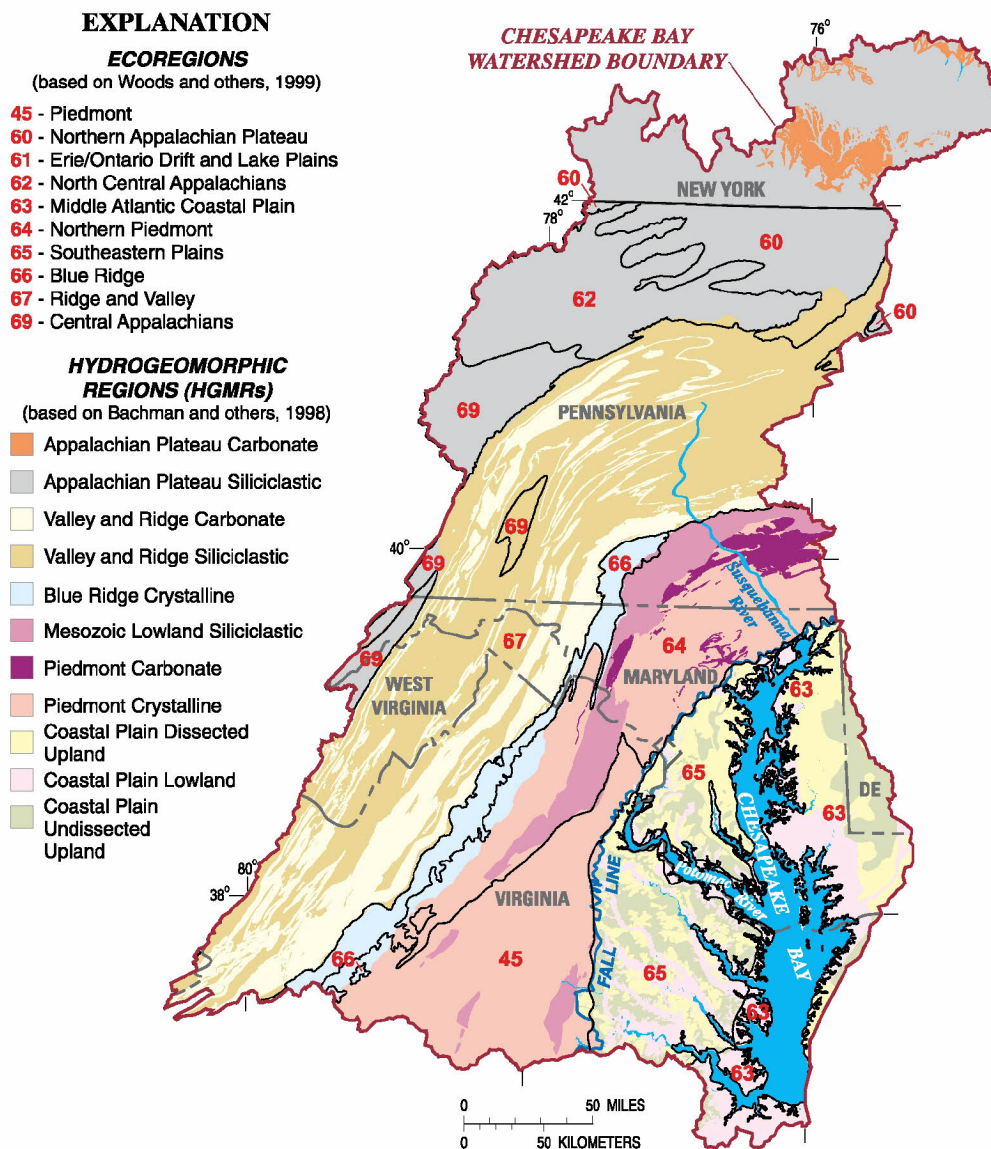 EXPLANATION
ECOREGIONS
(based on Woods and others, 1999)
45 - Piedmont
60 - Northern Appalachian Plateau
61 - Erie/Ontario Drift and Lake Plains
62 - North Central Appalachians
63 - Middle Atlantic Coastal Plain
64 - Northern Piedmont
65 - Southeastern Plains
66 - Blue Ridge
67 - Ridge and Valley
69 - Central Appalachians
HYDROGEOMORPHIC
REGIONS (HGMRs)
(based on Bachman and others, 1998)
Appalachian Plateau Carbonate
Appalachian Plateau Siliciclastic
Valley and Ridge Carbonate
Valley and Ridge Siliciclastic
Blue Ridge Crystalline
Mesozoic Lowland Siliciclastic
Piedmont Carbonate
Piedmont Crystalline
Coastal Plain Dissected
Upland
Coastal Plain Lowland
Coastal Plain
Undissected
Upland
CHESAPEAKE BAY
WATERSHED BOUNDARY
76°
60
NEW YORK
42°
78°
60
62
60
69
PENNSYLVANIA
69
40°
69
66
Susquehanna
River
67
64
69
WEST
VIRGINIA
MARYLAND
63
65
DE
63
CHESAPEAKE
BAY
Potomac
River
80°
38°
VIRGINIA
FALL LINE
66
45
65
63
63
0 50 MILES
0 50 KILOMETERS